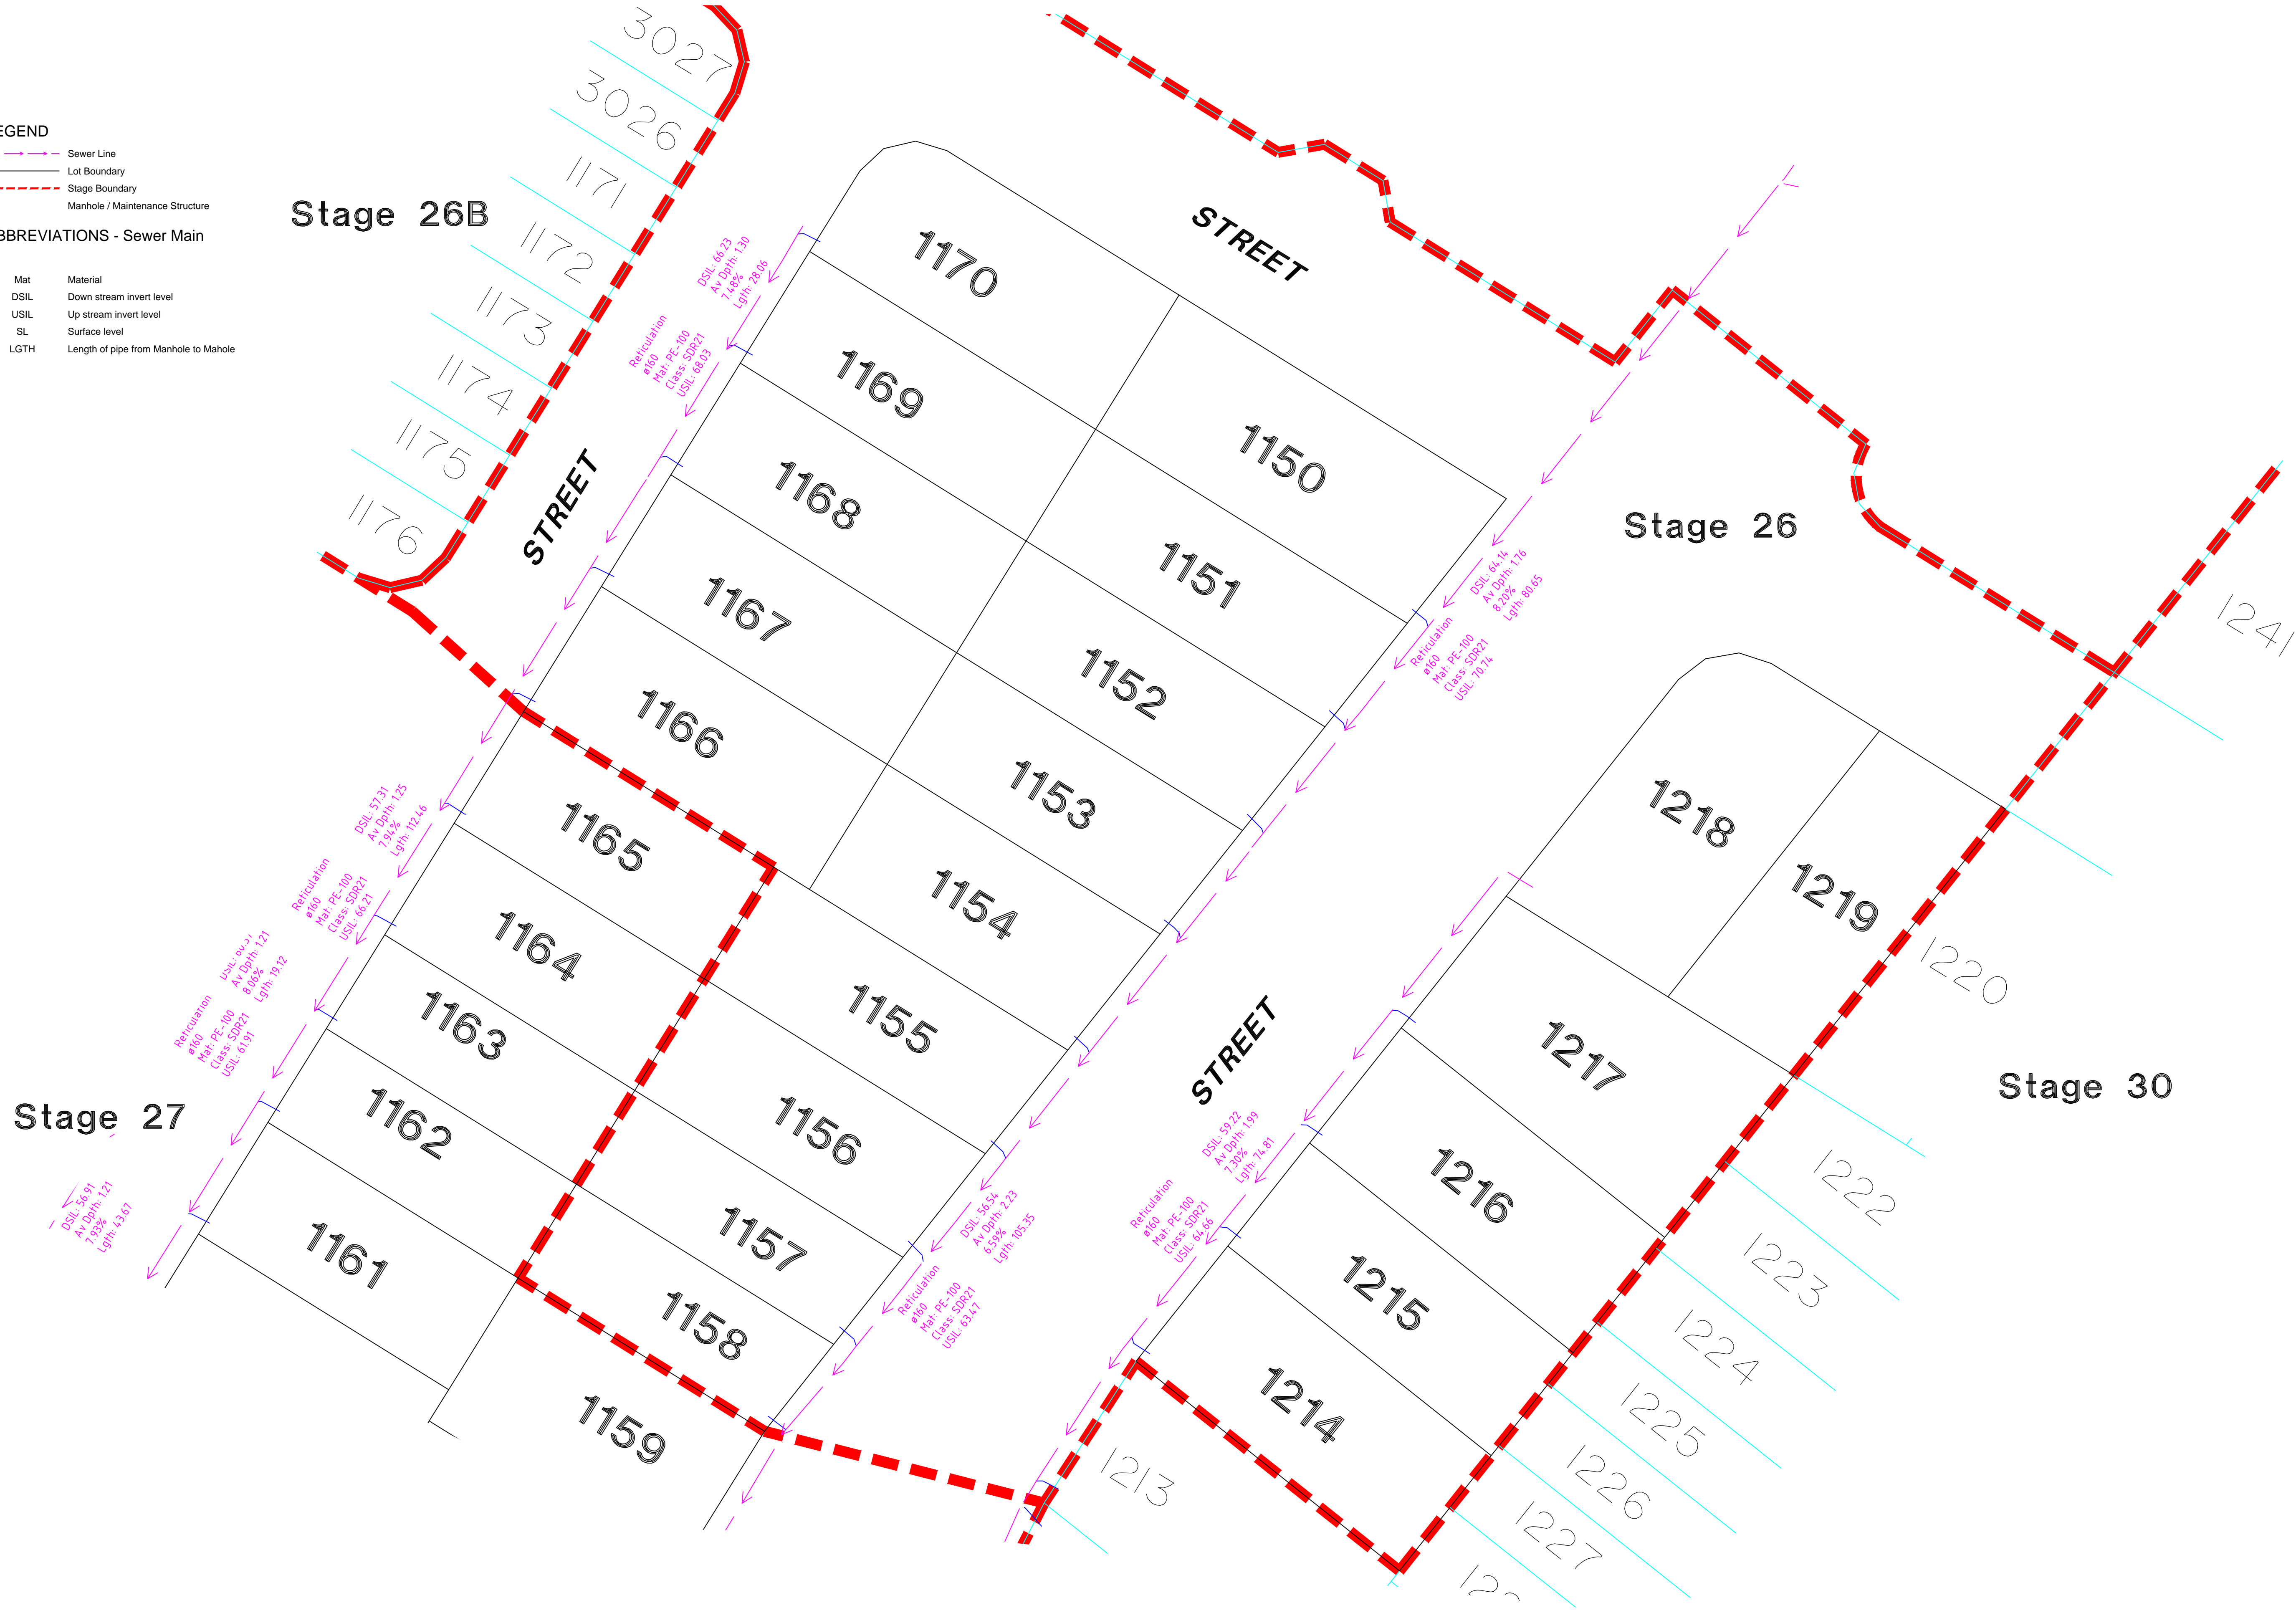 EGEND
Sewer Line
Lot Boundary
Stage Boundary
Manhole / Maintenance Structure
BBREVIATIONS - Sewer Main
Mat Material
DSIL Down stream invert level
USIL Up stream invert level
SL Surface level
LGTH Length of pipe from Manhole to Mahole
Stage 26B
3027
3026
1171
1172
1173
1174
1175
1176
STREET
STREET
STREET
Stage 26
Stage 27
Stage 30
1170
1169
1168
1167
1166
1165
1164
1163
1162
1161
1150
1151
1152
1153
1154
1155
1156
1157
1158
1159
1218
1219
1217
1216
1215
1214
1213
1241
1220
1222
1223
1224
1225
1226
1227
DSIL: 66.23
Av Dpth: 1.30
7.48%
Lgth: 28.06
Reticulation
ø160
Mat: PE-100
Class: SDR21
USIL: 68.03
DSIL: 64.14
Av Dpth: 1.76
8.20%
Lgth: 80.65
Reticulation
ø160
Mat: PE-100
Class: SDR21
USIL: 70.74
DSIL: 57.31
Av Dpth: 1.25
7.94%
Lgth: 112.46
Reticulation
ø160
Mat: PE-100
Class: SDR21
USIL: 66.21
Av Dpth: 1.21
8.06%
Lgth: 19.12
Reticulation
ø160
Mat: PE-100
Class: SDR21
USIL: 61.91
DSIL: 56.91
Av Dpth: 1.21
7.93%
Lgth: 43.67
DSIL: 59.22
Av Dpth: 1.99
7.30%
Lgth: 74.81
Reticulation
ø160
Mat: PE-100
Class: SDR21
USIL: 64.66
DSIL: 56.54
Av Dpth: 2.23
6.59%
Lgth: 105.35
Reticulation
ø160
Mat: PE-100
Class: SDR21
USIL: 63.47